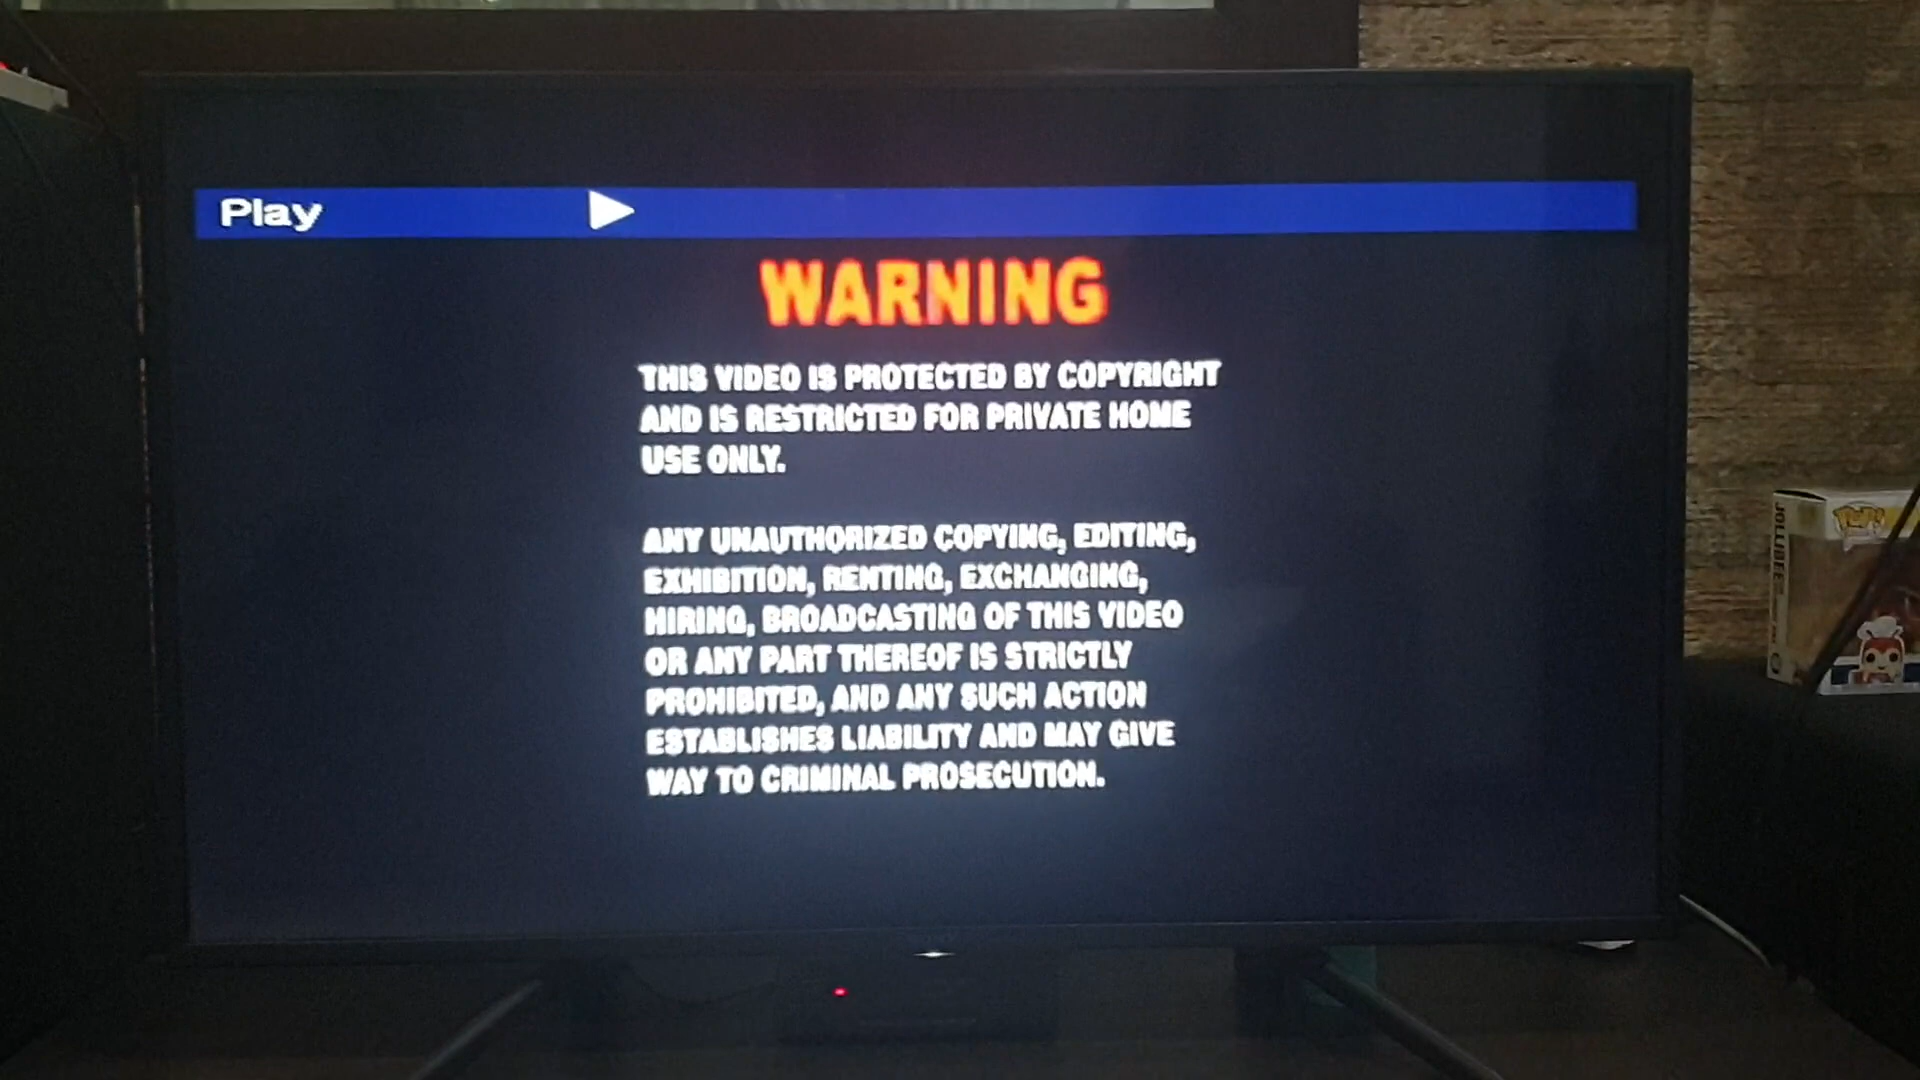 Play
WARNING
THIS VIDEO IS PROTECTED BY COPYRIGHT
AND IS RESTRICTED FOR PRIVATE HOME
USE ONLY.
ANY UNAUTHORIZED COPYING, EDITING,
EXHIBITION, RENTING, EXCHANGING,
HIRING, BROADCASTING OF THIS VIDEO
OR ANY PART THEREOF IS STRICTLY
PROHIBITED, AND ANY SUCH ACTION
ESTABLISHES LIABILITY AND MAY GIVE
WAY TO CRIMINAL PROSECUTION.
JOLLIBEE
POP!